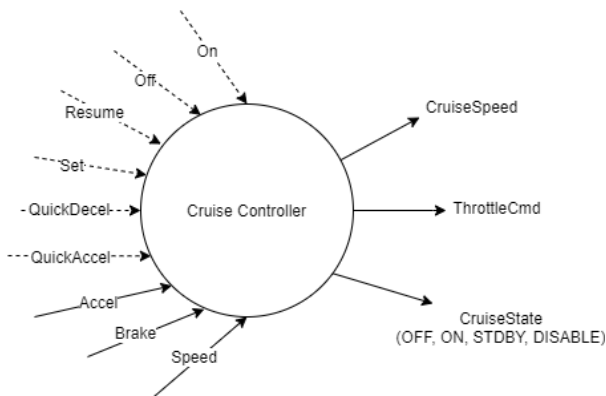 On
Off
Resume
Set
QuickDecel
QuickAccel
Accel
Brake
Speed
Cruise Controller
CruiseSpeed
ThrottleCmd
CruiseState
(OFF, ON, STDBY, DISABLE)